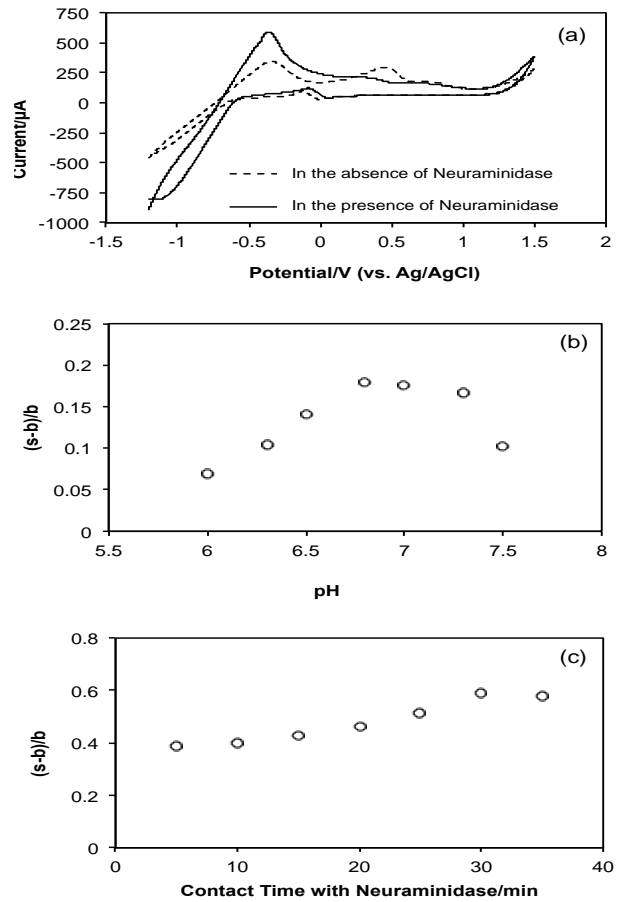 750
500
250
0
-250
-500
-750
-1000
Current/µA
(a)
In the absence of Neuraminidase
In the presence of Neuraminidase
-1.5 -1 -0.5 0 0.5 1 1.5 2
Potential/V (vs. Ag/AgCl)
0.25
0.2
0.15
0.1
0.05
0
(s-b)/b
(b)
5.5 6 6.5 7 7.5 8
pH
0.8
0.6
0.4
0.2
0
(s-b)/b
(c)
0 10 20 30 40
Contact Time with Neuraminidase/min